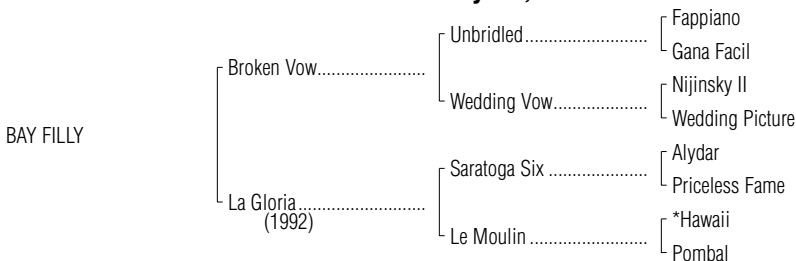 Fappiano
Unbridled..........................
Gana Facil
Broken Vow.......................
Nijinsky II
Wedding Vow....................
Wedding Picture
BAY FILLY
Alydar
Saratoga Six .....................
Priceless Fame
La Gloria...........................
(1992)
*Hawaii
Le Moulin .........................
Pombal